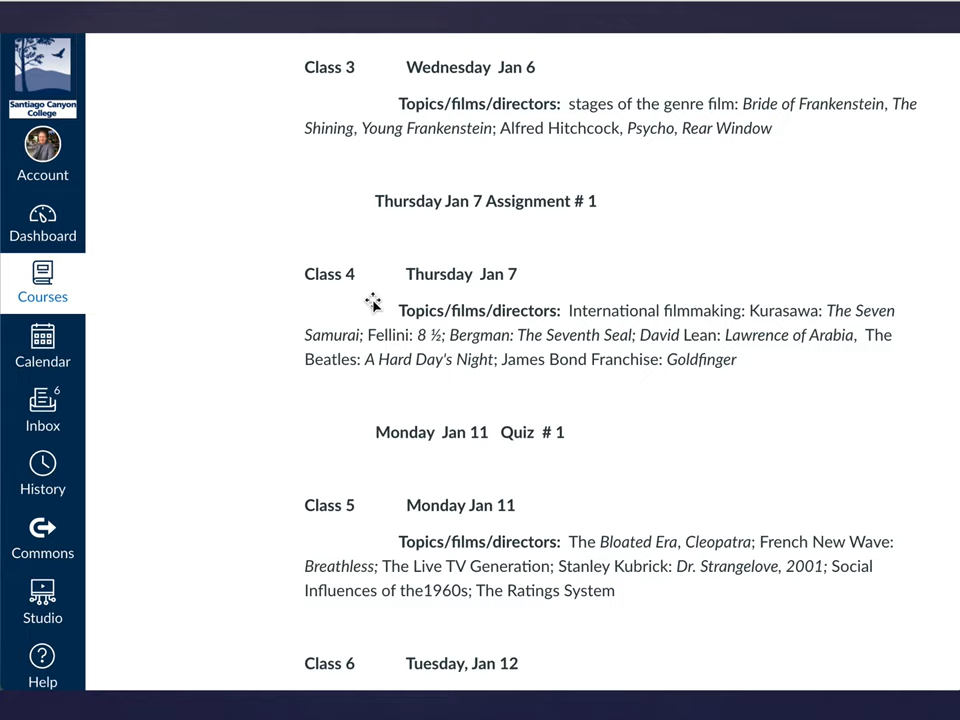 Santiago Canyon
College
Account
Dashboard
Courses
Calendar
6
Inbox
History
Commons
Studio
Help
Class 3 Wednesday Jan 6
Topics/films/directors: stages of the genre film: Bride of Frankenstein, The
Shining, Young Frankenstein; Alfred Hitchcock, Psycho, Rear Window
Thursday Jan 7 Assignment # 1
Class 4 Thursday Jan 7
Topics/films/directors: International filmmaking: Kurasawa: The Seven
Samurai; Fellini: 8 ½; Bergman: The Seventh Seal; David Lean: Lawrence of Arabia, The
Beatles: A Hard Day's Night; James Bond Franchise: Goldfinger
Monday Jan 11 Quiz # 1
Class 5 Monday Jan 11
Topics/films/directors: The Bloated Era, Cleopatra; French New Wave:
Breathless; The Live TV Generation; Stanley Kubrick: Dr. Strangelove, 2001; Social
Influences of the1960s; The Ratings System
Class 6 Tuesday, Jan 12